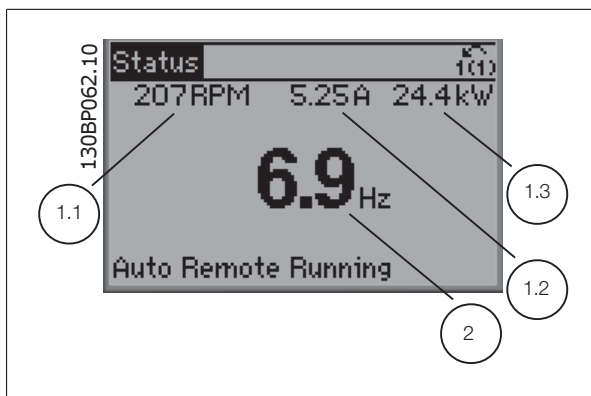 130BP062.10
Status
1(1)
207RPM 5.25A 24.4kW
6.9Hz
Auto Remote Running
1.1
1.3
1.2
2